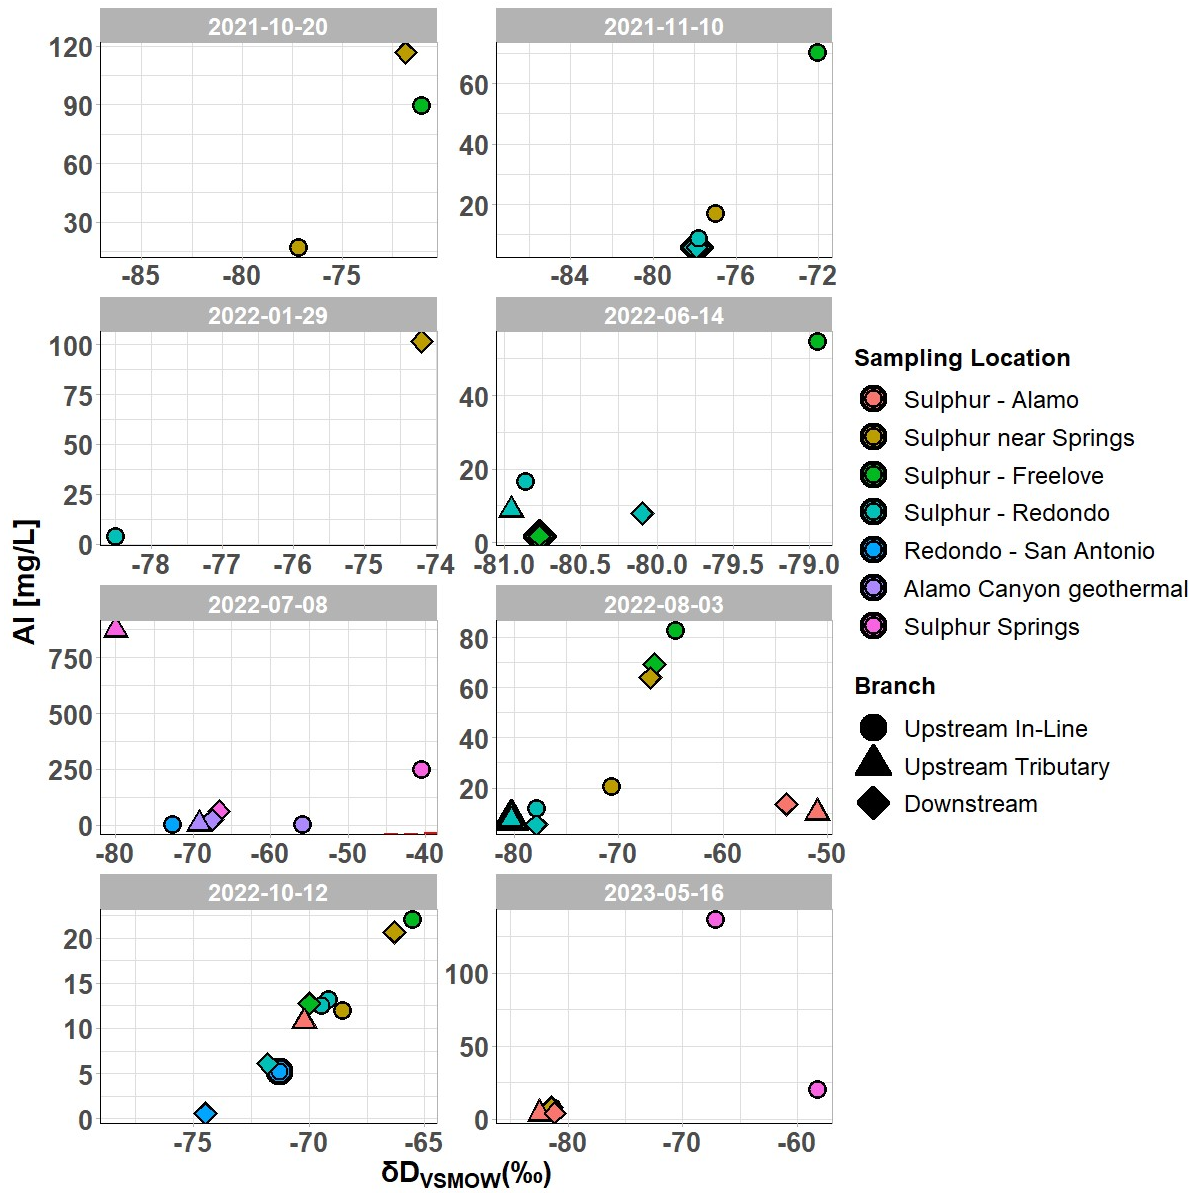 2021-10-20
2021-11-10
120
90
60
30
-85 -80 -75
60
40
20
-84 -80 -76 -72
2022-01-29
2022-06-14
100
75
50
25
0
-78 -77 -76 -75 -74
40
20
0
-81.0 -80.5 -80.0 -79.5 -79.0
Al [mg/L]
2022-07-08
2022-08-03
750
500
250
0
-80 -70 -60 -50 -40
80
60
40
20
-80 -70 -60 -50
2022-10-12
2023-05-16
20
15
10
5
0
-75 -70 -65
100
50
0
-80 -70 -60
δDVSMOW(‰)
Sampling Location
Sulphur - Alamo
Sulphur near Springs
Sulphur - Freelove
Sulphur - Redondo
Redondo - San Antonio
Alamo Canyon geothermal
Sulphur Springs
Branch
Upstream In-Line
Upstream Tributary
Downstream